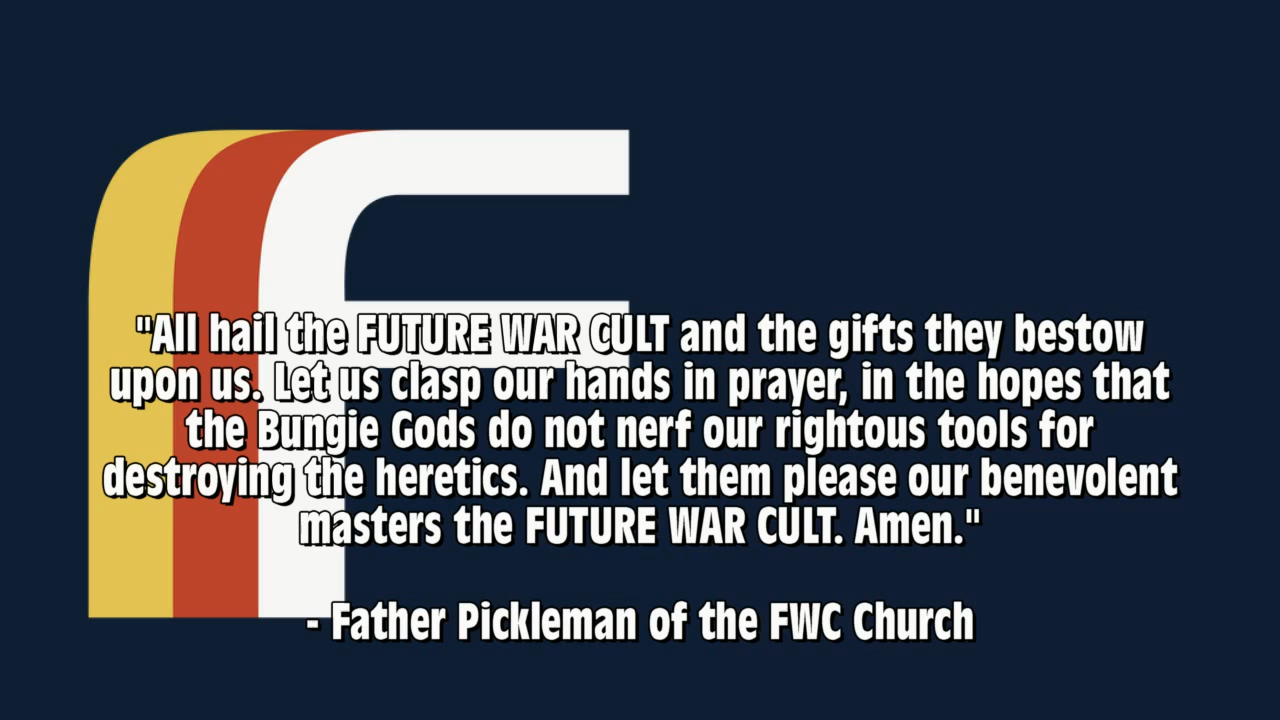 "All hail the FUTURE WAR CULT and the gifts they bestow
upon us. Let us clasp our hands in prayer, in the hopes that
the Bungie Gods do not nerf our rightous tools for
destroying the heretics. And let them please our benevolent
masters the FUTURE WAR CULT. Amen."
- Father Pickleman of the FWC Church